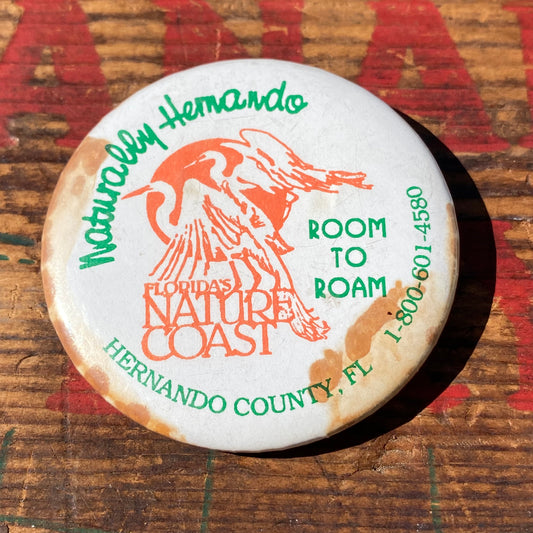 Naturally Hernando
ROOM
TO
ROAM
FLORIDA'S
NATURE
COAST
HERNANDO COUNTY, FL
1-800-601-4580